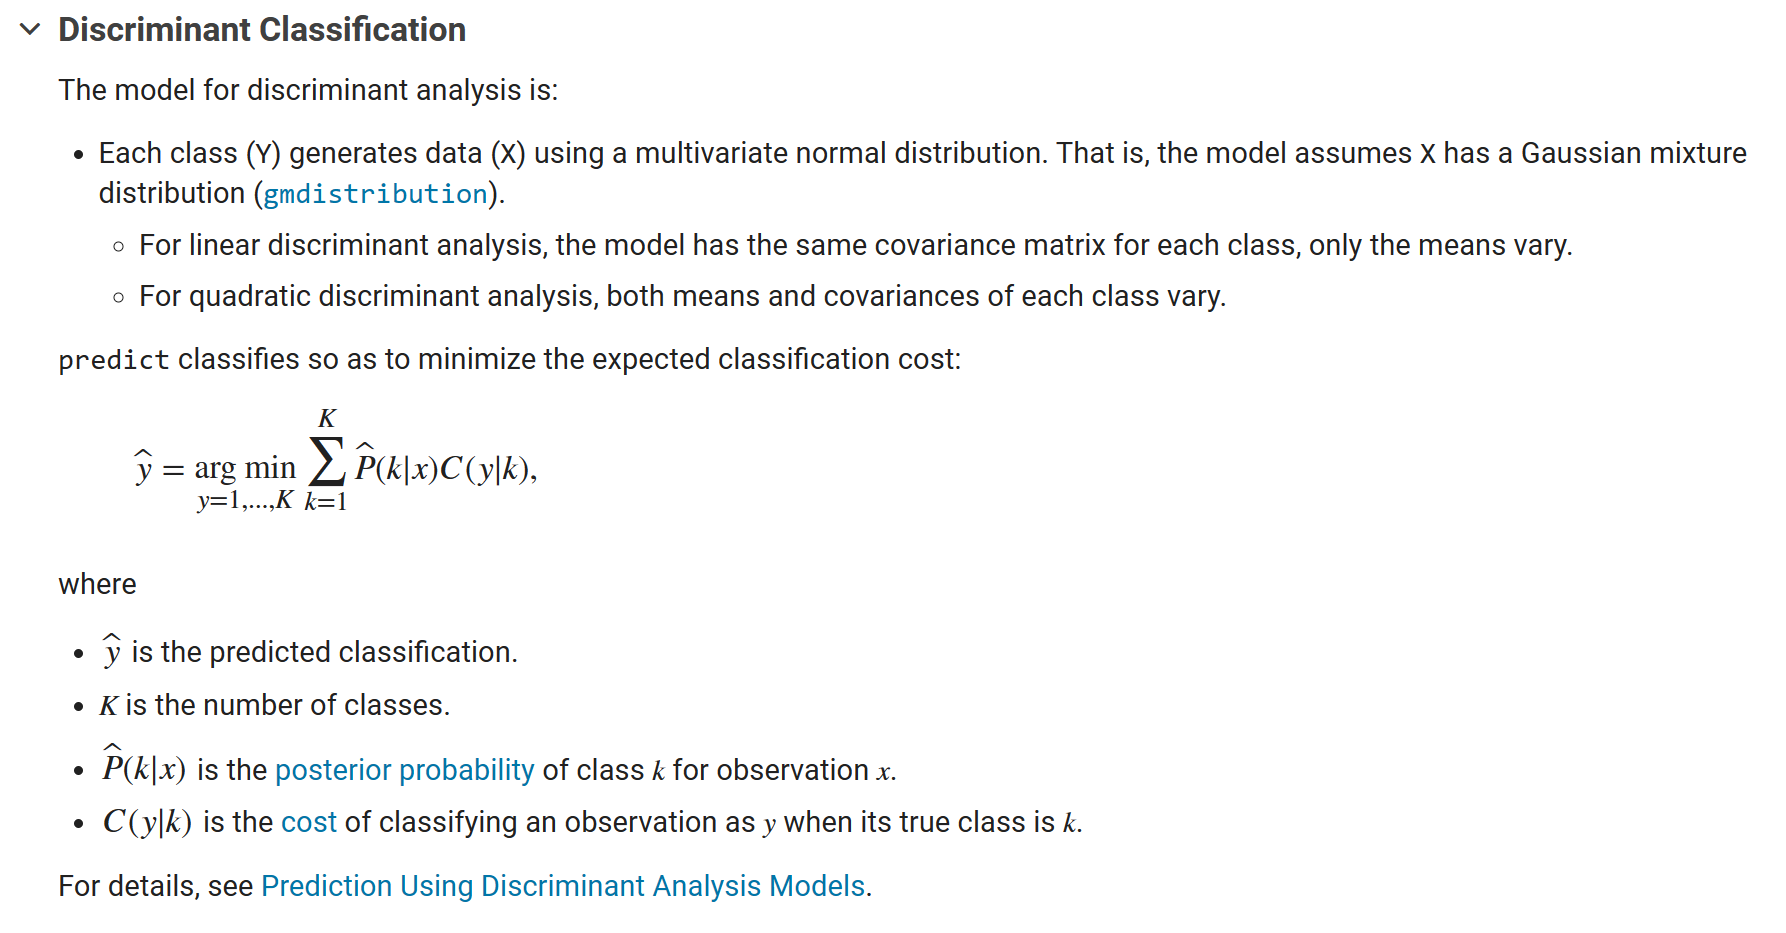 Discriminant Classification
The model for discriminant analysis is:
• Each class (Y) generates data (X) using a multivariate normal distribution. That is, the model assumes X has a Gaussian mixture
distribution (gmdistribution).
◦ For linear discriminant analysis, the model has the same covariance matrix for each class, only the means vary.
◦ For quadratic discriminant analysis, both means and covariances of each class vary.
predict classifies so as to minimize the expected classification cost:
$\hat{y} = \underset{y=1,...,K}{\arg\min} \sum_{k=1}^{K} \hat{P}(k|x)C(y|k),$
where
• $\hat{y}$ is the predicted classification.
• K is the number of classes.
• $\hat{P}(k|x)$ is the posterior probability of class k for observation x.
• C(y|k) is the cost of classifying an observation as y when its true class is k.
For details, see Prediction Using Discriminant Analysis Models.